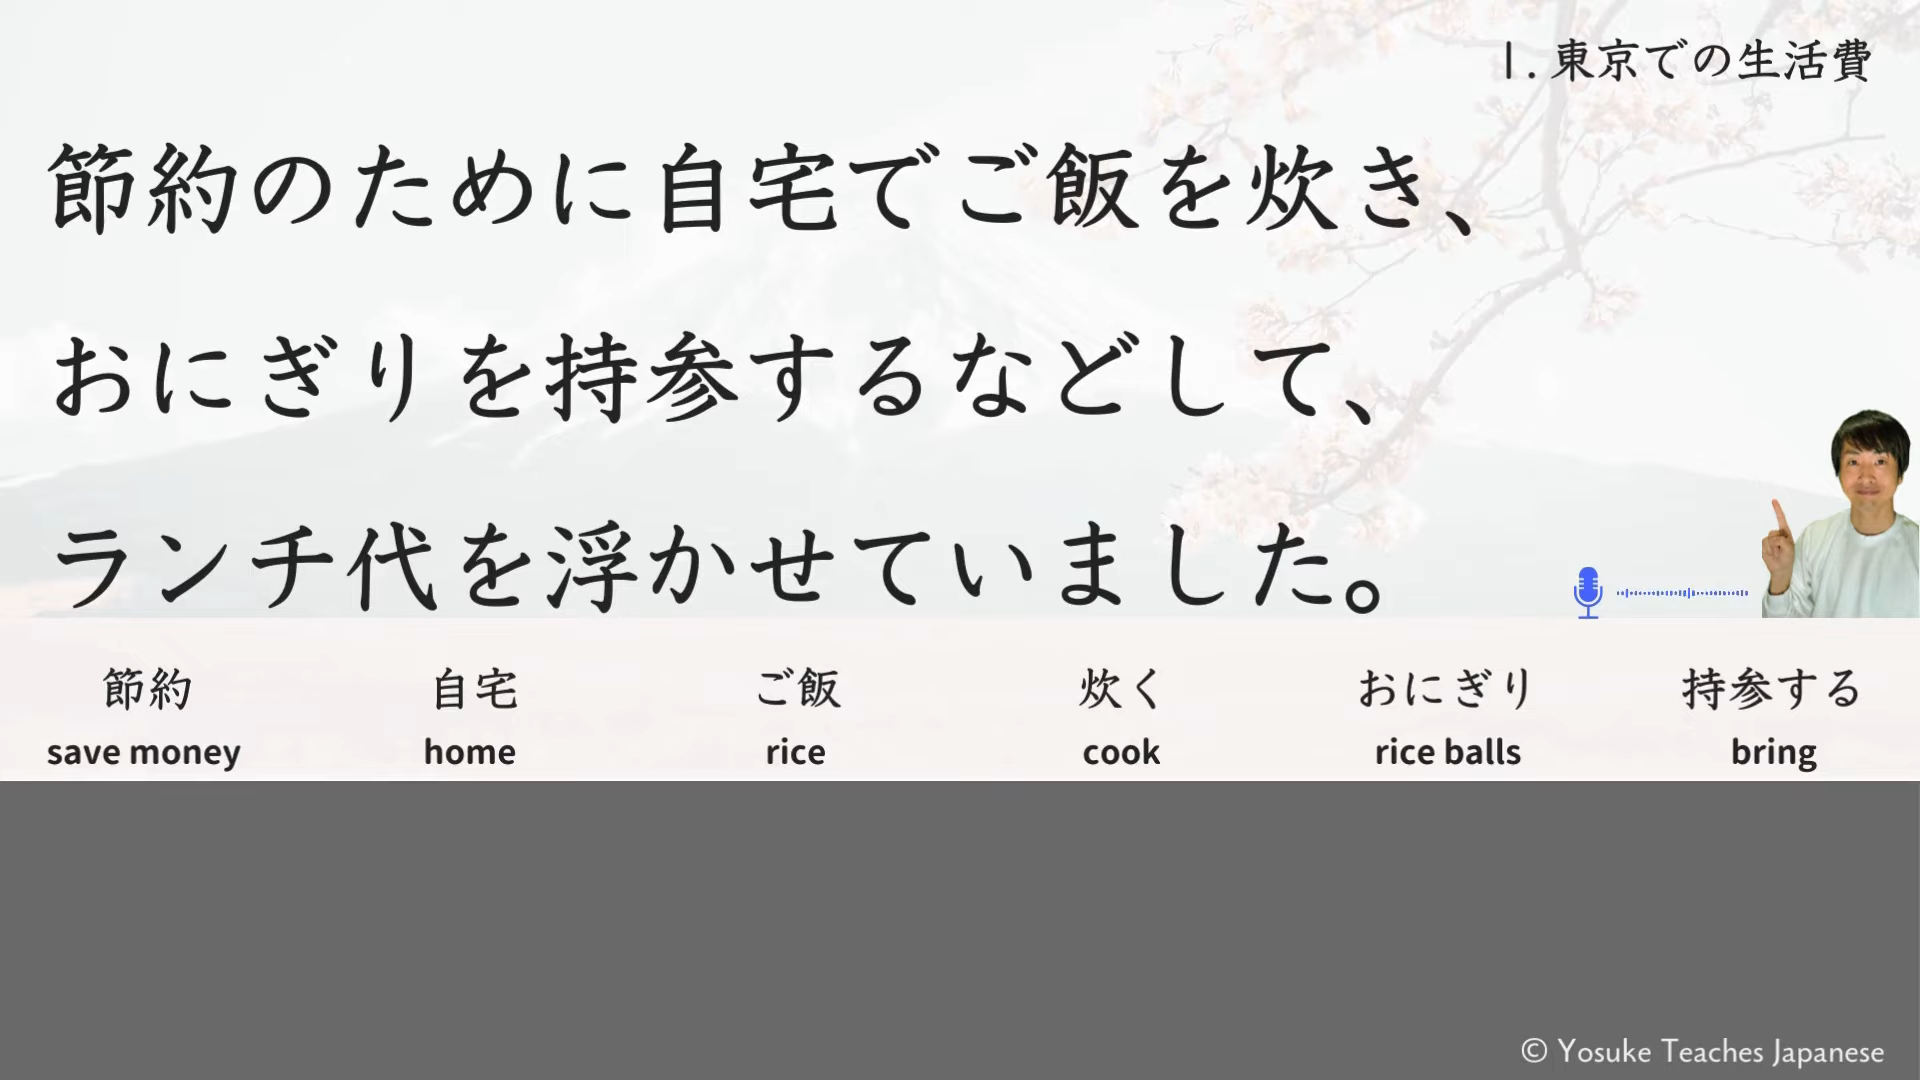 1. 東京での生活費
節約のために自宅でご飯を炊き、
おにぎりを持参するなどして、
ランチ代を浮かせていました。
節約 自宅 ご飯 炊く おにぎり 持参する
save money home rice cook rice balls bring
© Yosuke Teaches Japanese